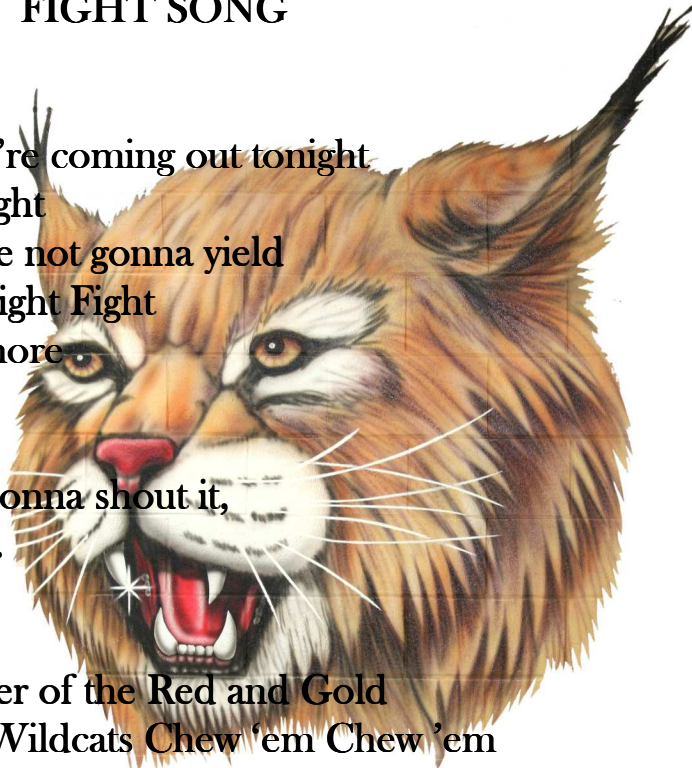 FIGHT SONG
’re coming out tonight
ght
e not gonna yield
ight Fight
nore
onna shout it,
er of the Red and Gold
Wildcats Chew ‘em Chew ’em